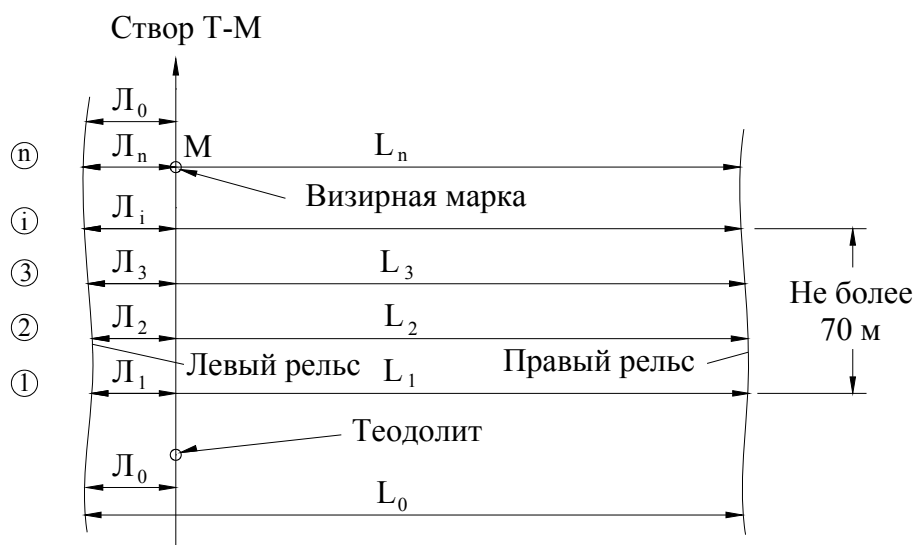 Створ Т-М
Л₀
ⓝ Лₙ М Lₙ
Визирная марка
ⓘ Лᵢ
③ Л₃ L₃
Не более
70 м
② Л₂ L₂
Левый рельс
Правый рельс
① Л₁ L₁
Теодолит
Л₀
L₀